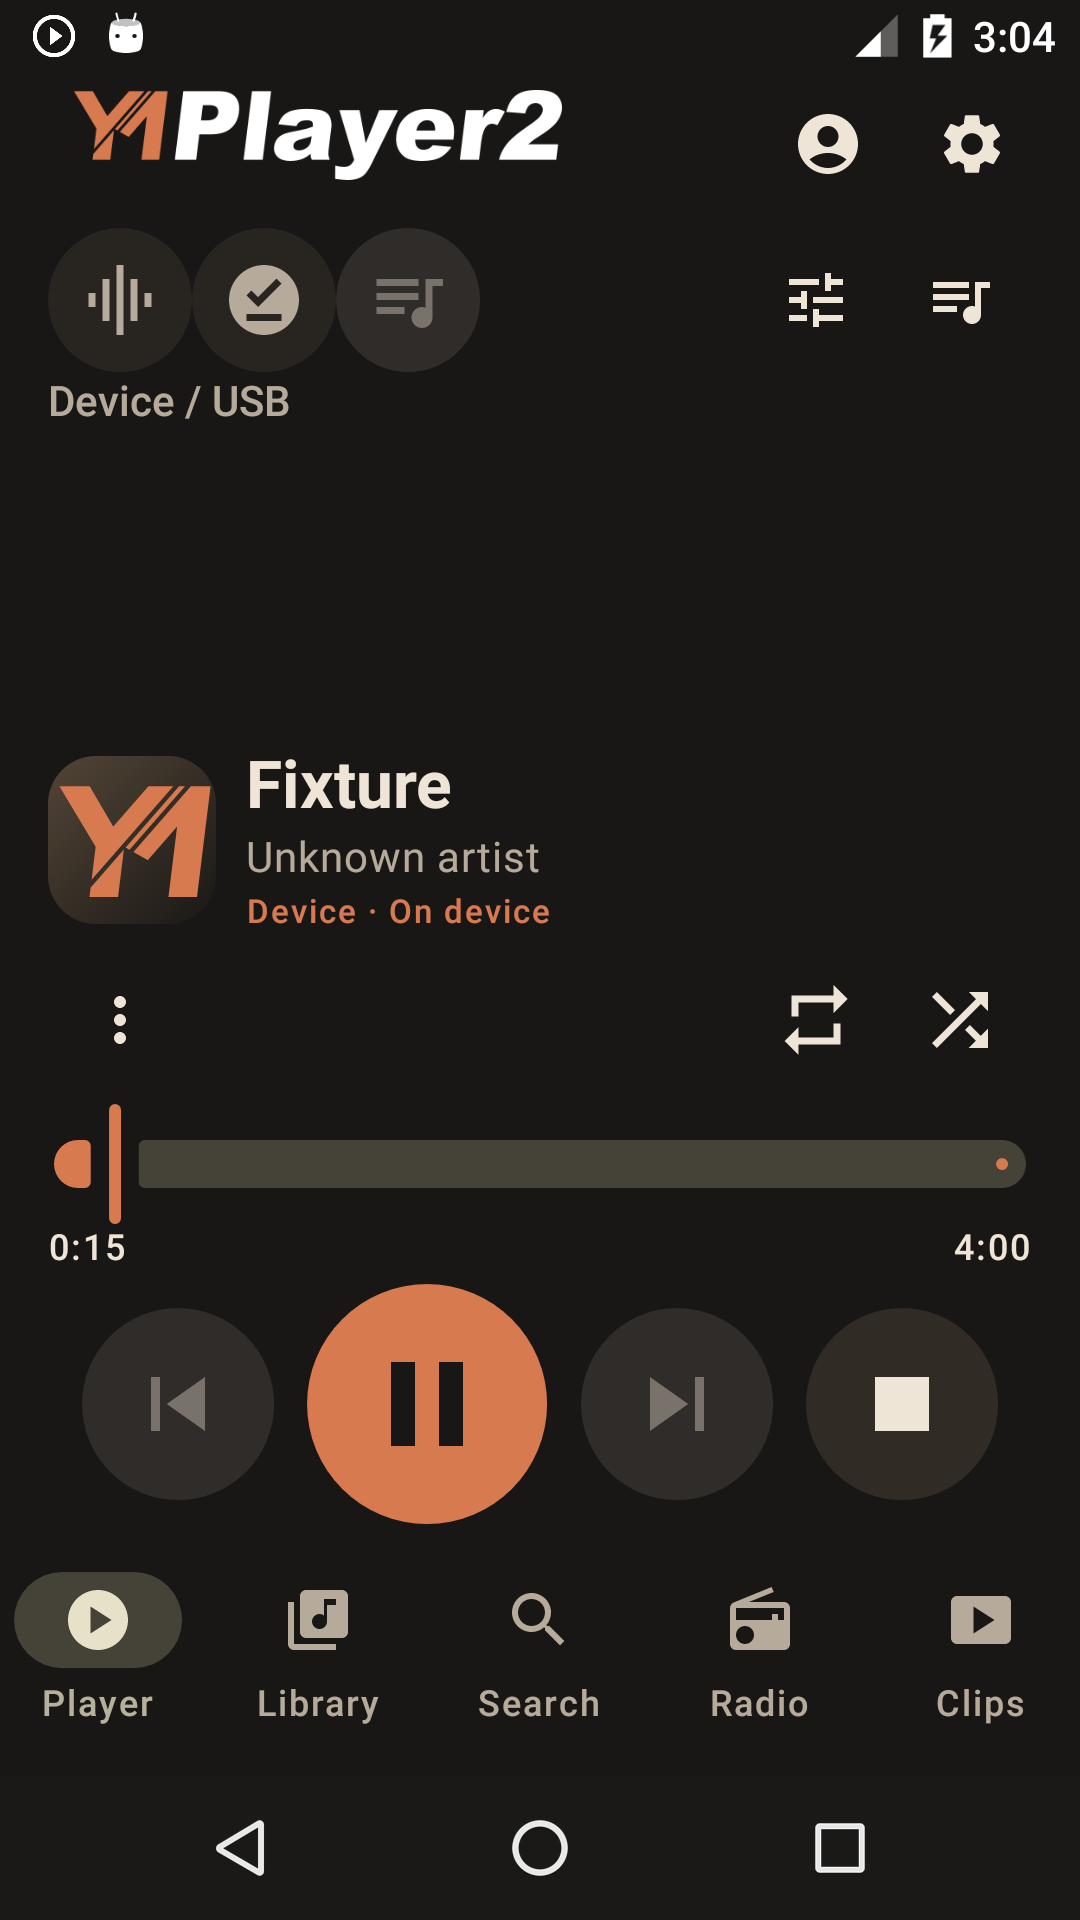 3:04
YMPlayer2
Device / USB
Fixture
Unknown artist
Device · On device
0:15
4:00
Player
Library
Search
Radio
Clips